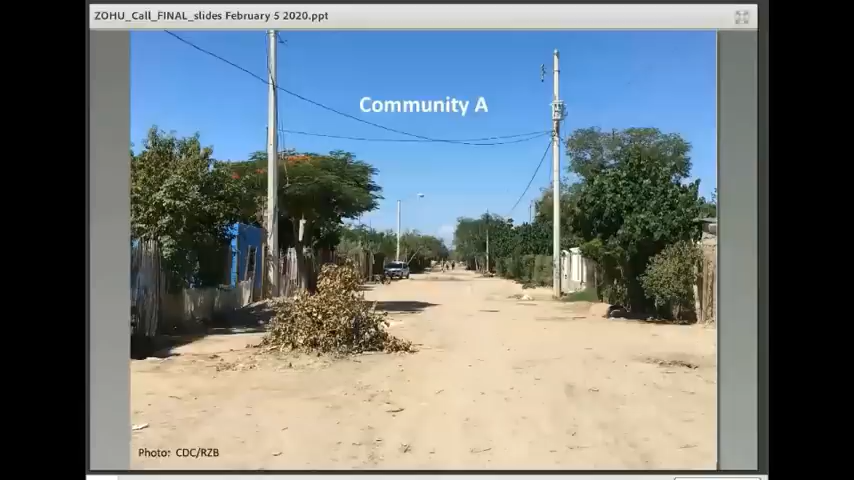 ZOHU_Call_FINAL_slides February 5 2020.ppt
Community A
Photo: CDC/RZB